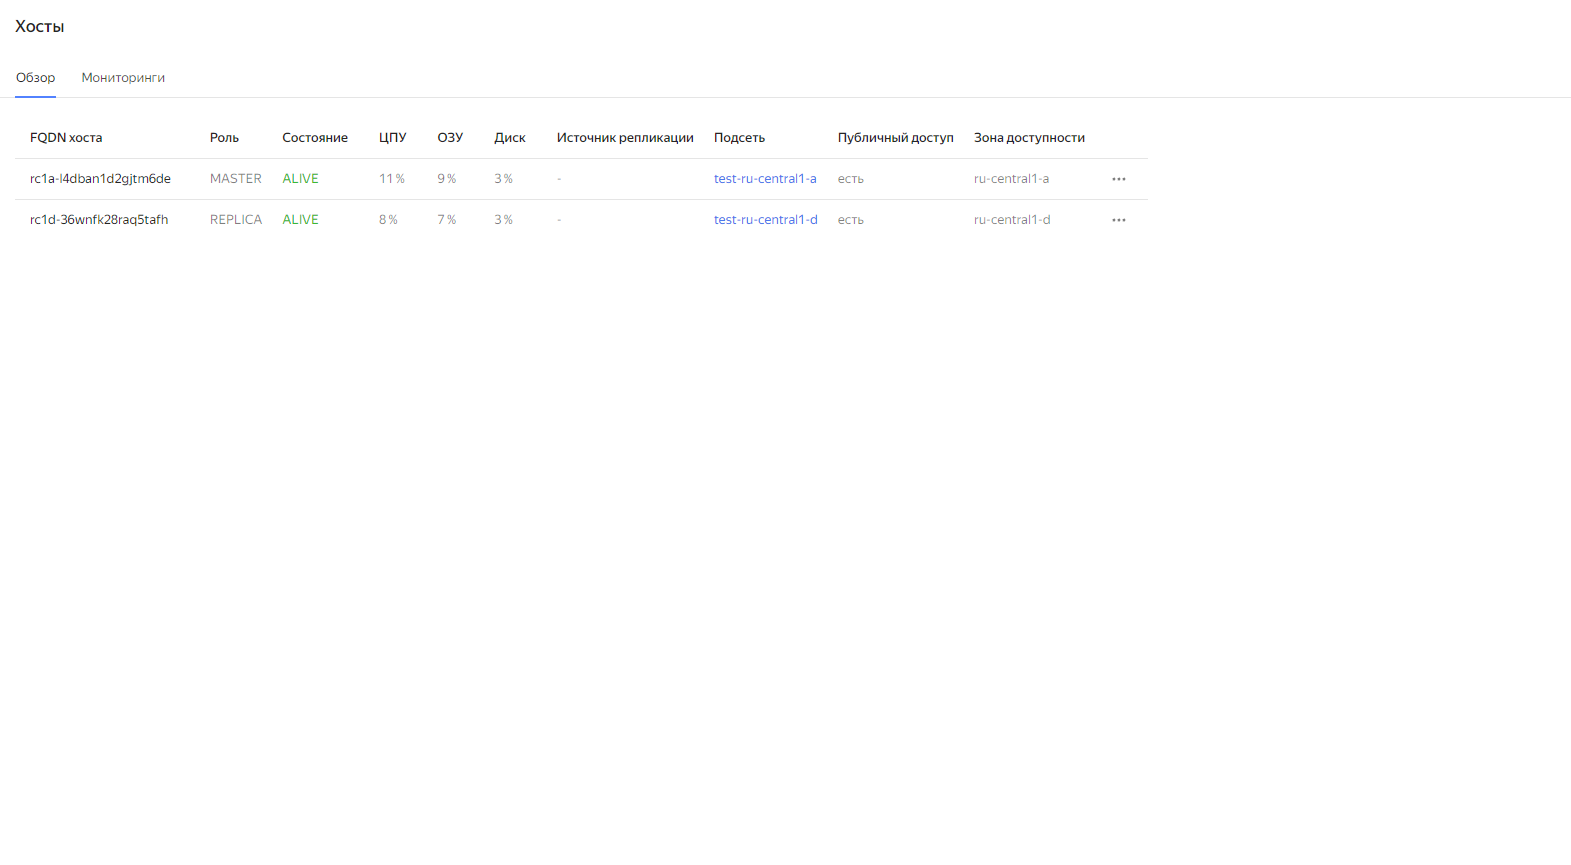 Хосты
Обзор Мониторинги
FQDN хоста Роль Состояние ЦПУ ОЗУ Диск Источник репликации Подсеть Публичный доступ Зона доступности
rc1a-l4dban1d2gjtm6de MASTER ALIVE 11 % 9 % 3 % - test-ru-central1-a есть ru-central1-a
rc1d-36wnfk28raq5tafh REPLICA ALIVE 8 % 7 % 3 % - test-ru-central1-d есть ru-central1-d